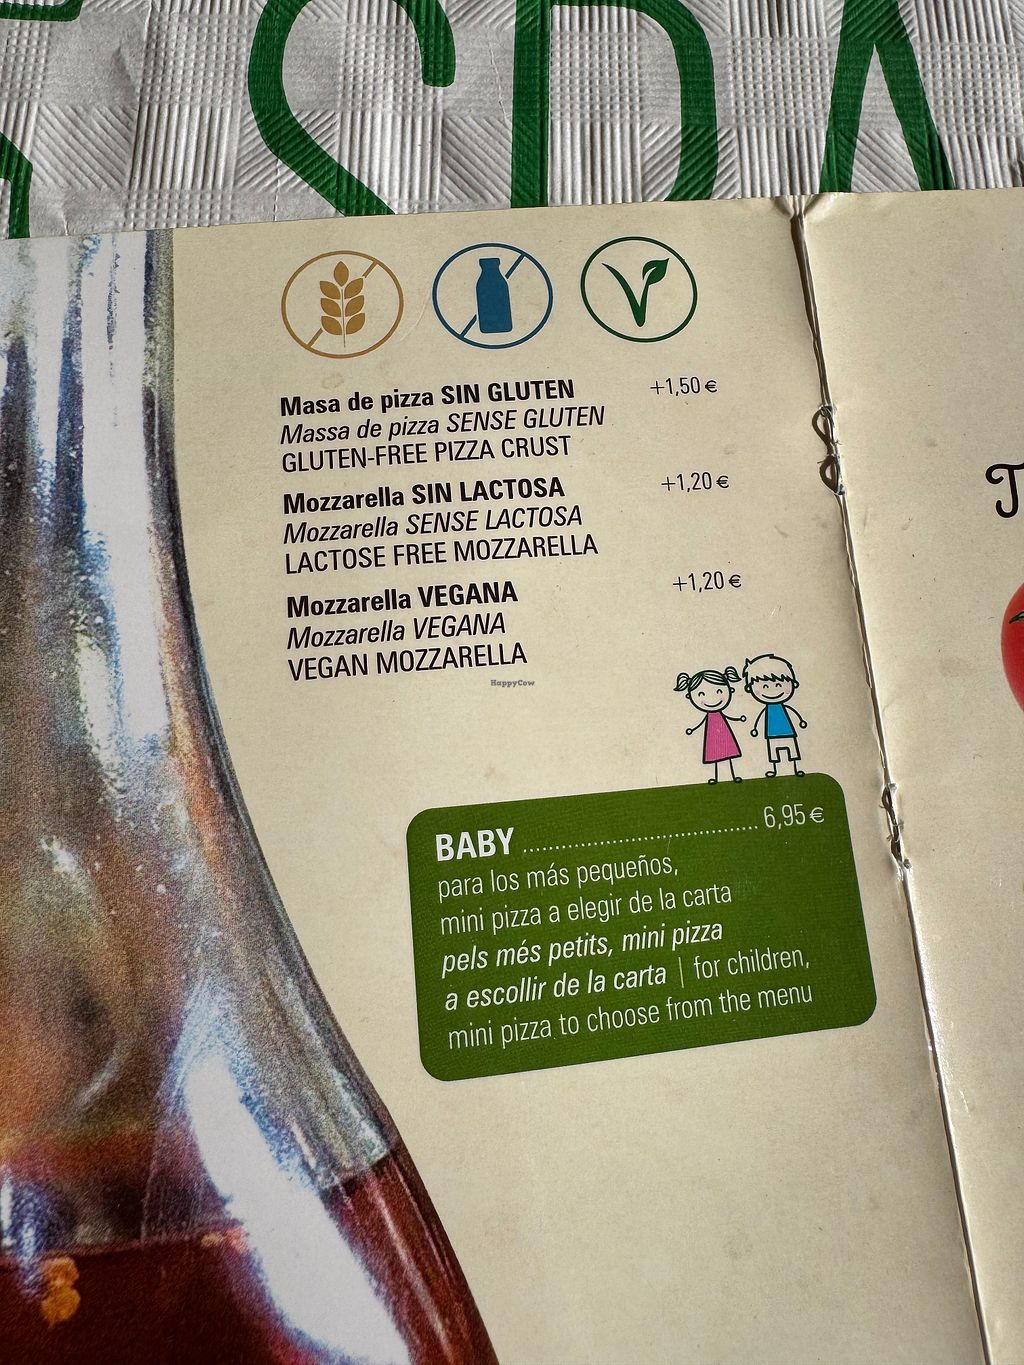 Masa de pizza SIN GLUTEN +1,50 €
Massa de pizza SENSE GLUTEN
GLUTEN-FREE PIZZA CRUST
Mozzarella SIN LACTOSA +1,20 €
Mozzarella SENSE LACTOSA
LACTOSE FREE MOZZARELLA
Mozzarella VEGANA +1,20 €
Mozzarella VEGANA
VEGAN MOZZARELLA
HappyCow
BABY ........................................ 6,95 €
para los más pequeños,
mini pizza a elegir de la carta
pels més petits, mini pizza
a escollir de la carta | for children,
mini pizza to choose from the menu